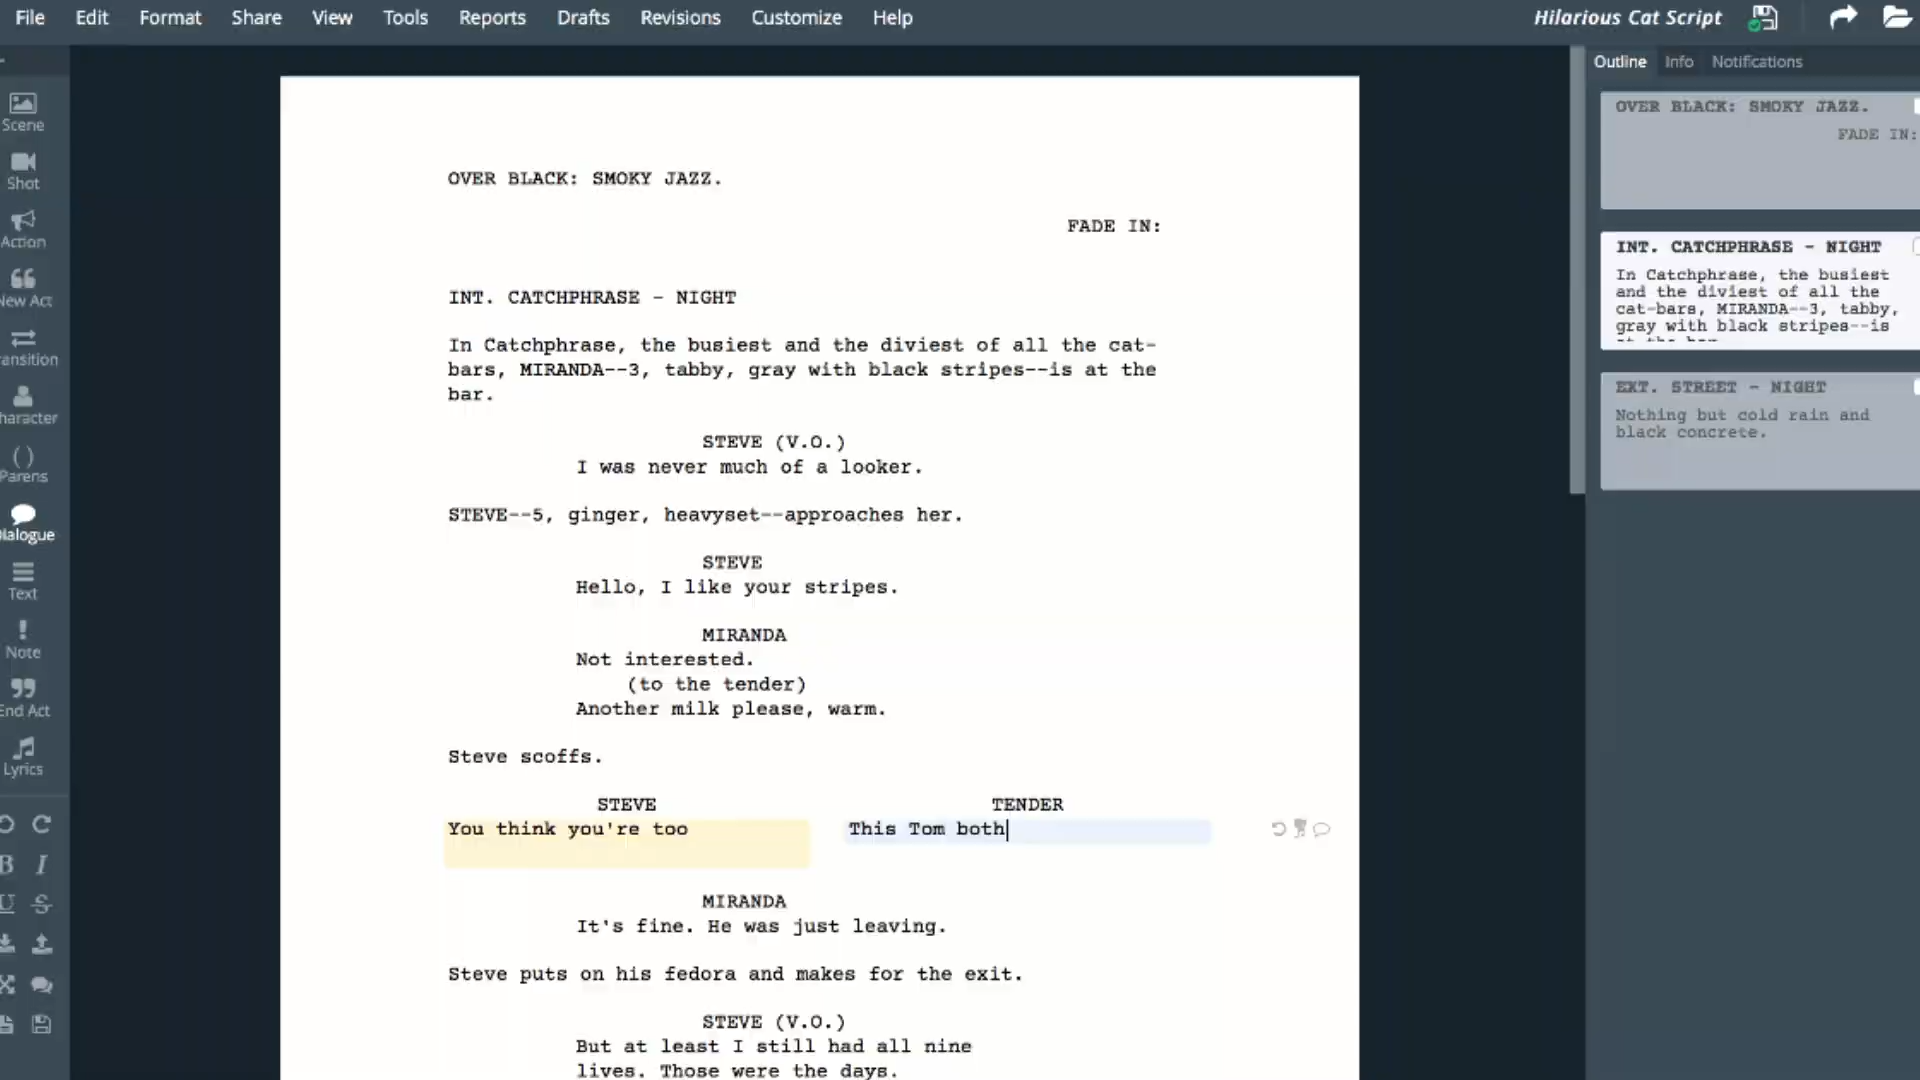 File Edit Format Share View Tools Reports Drafts Revisions Customize Help
Hilarious Cat Script
Scene
Shot
Action
New Act
ansition
haracter
Parens
ialogue
Text
Note
End Act
Lyrics
B I
U S
OVER BLACK: SMOKY JAZZ.
FADE IN:
INT. CATCHPHRASE - NIGHT
In Catchphrase, the busiest and the diviest of all the cat-
bars, MIRANDA--3, tabby, gray with black stripes--is at the
bar.
STEVE (V.O.)
I was never much of a looker.
STEVE--5, ginger, heavyset--approaches her.
STEVE
Hello, I like your stripes.
MIRANDA
Not interested.
(to the tender)
Another milk please, warm.
Steve scoffs.
STEVE
You think you're too
TENDER
This Tom both
MIRANDA
It's fine. He was just leaving.
Steve puts on his fedora and makes for the exit.
STEVE (V.O.)
But at least I still had all nine
lives. Those were the days.
Outline Info Notifications
OVER BLACK: SMOKY JAZZ.
FADE IN:
INT. CATCHPHRASE - NIGHT
In Catchphrase, the busiest
and the diviest of all the
cat-bars, MIRANDA--3, tabby,
gray with black stripes--is
EXT. STREET - NIGHT
Nothing but cold rain and
black concrete.